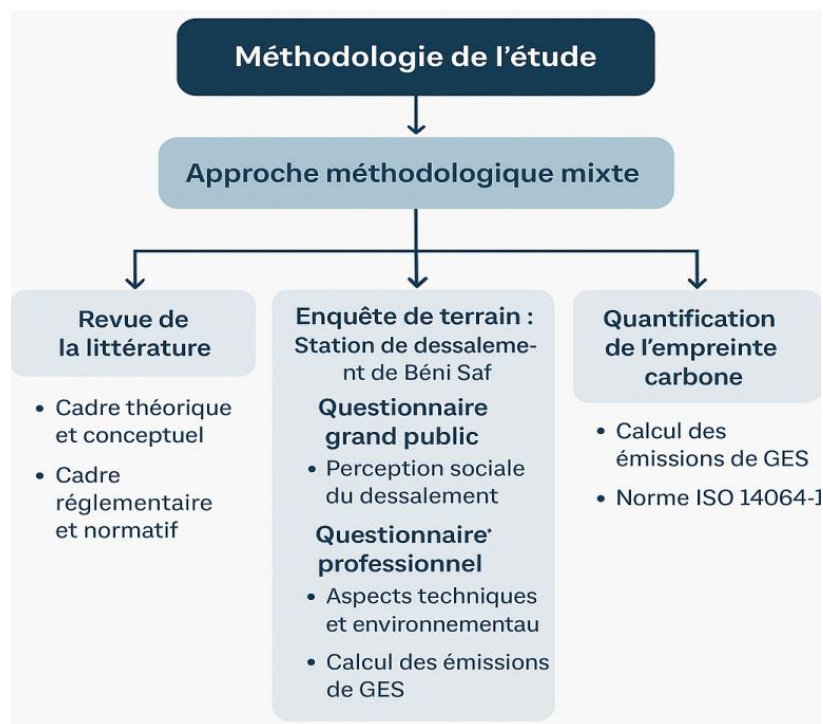 Méthodologie de l'étude
Approche méthodologique mixte
Revue de
la littérature
• Cadre théorique
et conceptuel
• Cadre
réglementaire
et normatif
Enquête de terrain :
Station de dessaleme-
nt de Béni Saf
Questionnaire
grand public
• Perception sociale
du dessalement
Questionnaire*
professionnel
• Aspects techniques
et environnementau
• Calcul des émissions
de GES
Quantification
de l'empreinte
carbone
• Calcul des
émissions de GES
• Norme ISO 14064-1